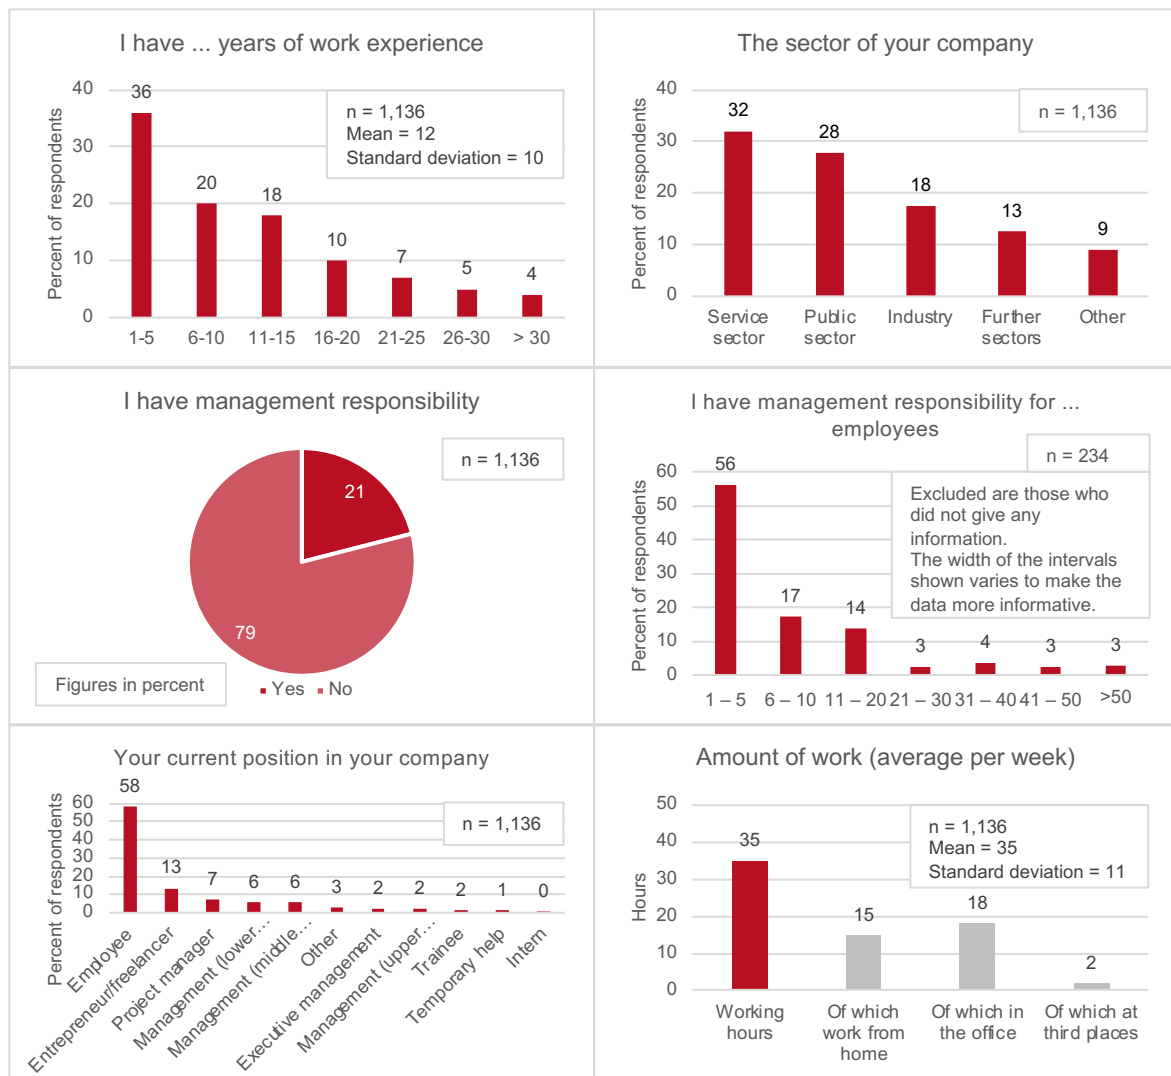 I have ... years of work experience
Percent of respondents
40
30
20
10
0
36
20
18
10
7
5
4
n = 1,136
Mean = 12
Standard deviation = 10
1-5
6-10
11-15
16-20
21-25
26-30
> 30
The sector of your company
Percent of respondents
40
30
20
10
0
32
28
18
13
9
n = 1,136
Service
sector
Public
sector
Industry
Further
sectors
Other
I have management responsibility
n = 1,136
21
79
Figures in percent
Yes
No
I have management responsibility for ...
employees
n = 234
Percent of respondents
60
50
40
30
20
10
0
56
17
14
3
4
3
3
Excluded are those who
did not give any
information.
The width of the intervals
shown varies to make the
data more informative.
1 – 5
6 – 10
11 – 20
21 – 30
31 – 40
41 – 50
>50
Your current position in your company
Percent of respondents
60
50
40
30
20
10
0
58
13
7
6
6
3
2
2
2
1
0
n = 1,136
Employee
Entrepreneur/freelancer
Project manager
Management (lower...
Management (middle...
Other
Executive management
Management (upper...
Trainee
Temporary help
Intern
Amount of work (average per week)
Hours
50
40
30
20
10
0
35
15
18
2
n = 1,136
Mean = 35
Standard deviation = 11
Working
hours
Of which
work from
home
Of which in
the office
Of which at
third places